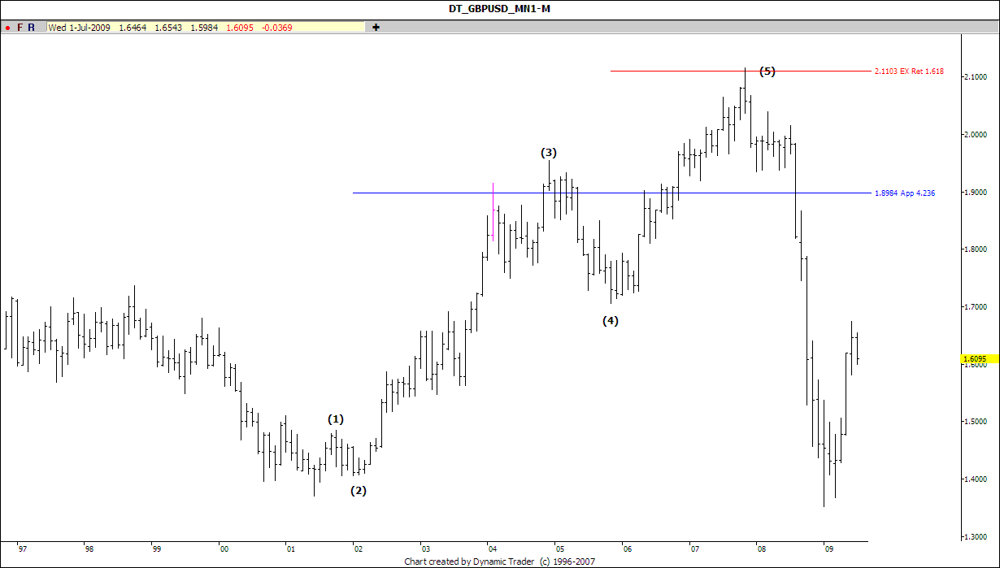 DT_GBPUSD_MN1-M
F R Wed 1-Jul-2009 1.6464 1.6543 1.5984 1.6095 -0.0369
(5)
2.1103 EX Ret 1.618
2.1000
2.0000
(3)
1.9000
1.8984 App 4.236
1.8000
1.7000
(4)
1.6095
1.6000
(1)
1.5000
(2)
1.4000
1.3000
97 98 99 00 01 02 03 04 05 06 07 08 09
Chart created by Dynamic Trader (c) 1996-2007